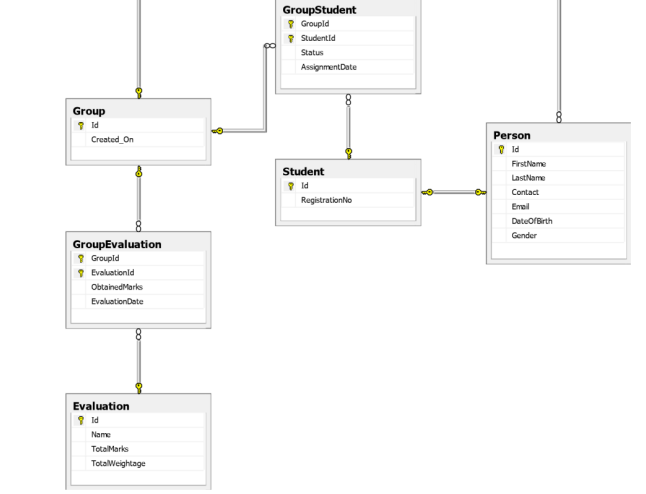 GroupStudent
GroupId
StudentId
Status
AssignmentDate
Group
Id
Created_On
Person
Id
FirstName
LastName
Contact
Email
DateOfBirth
Gender
Student
Id
RegistrationNo
GroupEvaluation
GroupId
EvaluationId
ObtainedMarks
EvaluationDate
Evaluation
Id
Name
TotalMarks
TotalWeightage